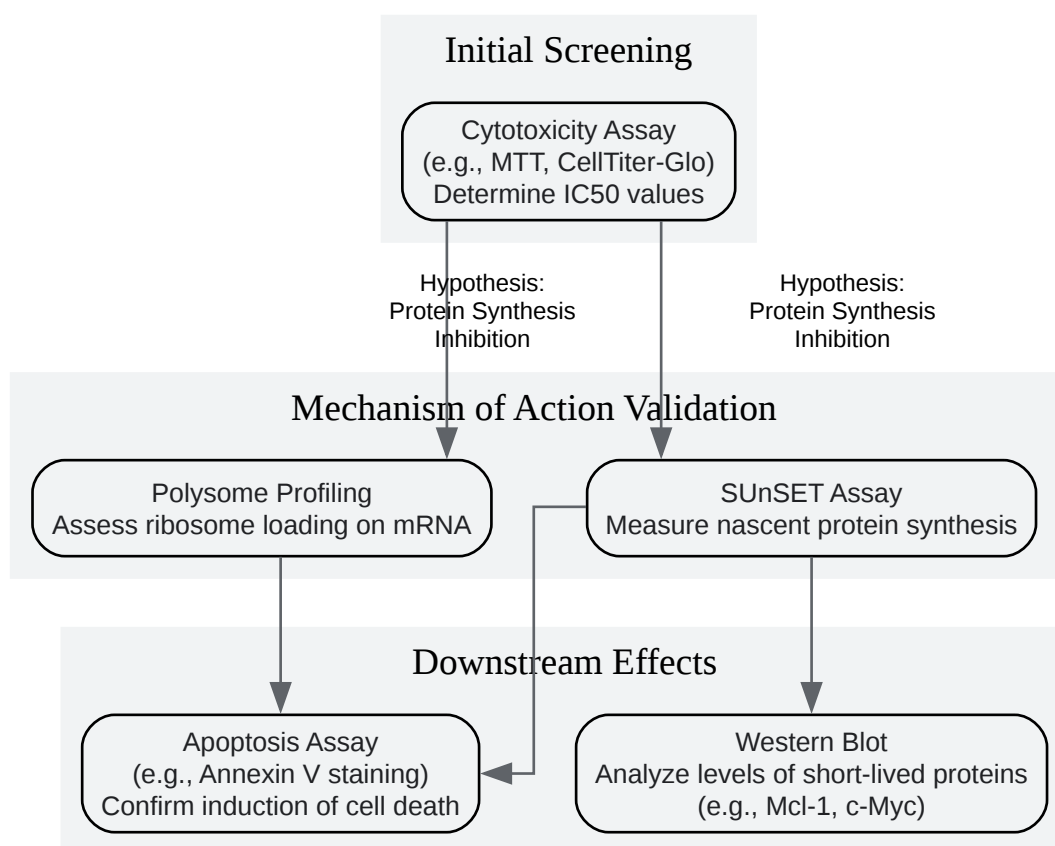 Initial Screening
Cytotoxicity Assay
(e.g., MTT, CellTiter-Glo)
Determine IC50 values
Hypothesis:
Protein Synthesis
Inhibition
Hypothesis:
Protein Synthesis
Inhibition
Mechanism of Action Validation
Polysome Profiling
Assess ribosome loading on mRNA
SUnSET Assay
Measure nascent protein synthesis
Downstream Effects
Apoptosis Assay
(e.g., Annexin V staining)
Confirm induction of cell death
Western Blot
Analyze levels of short-lived proteins
(e.g., Mcl-1, c-Myc)